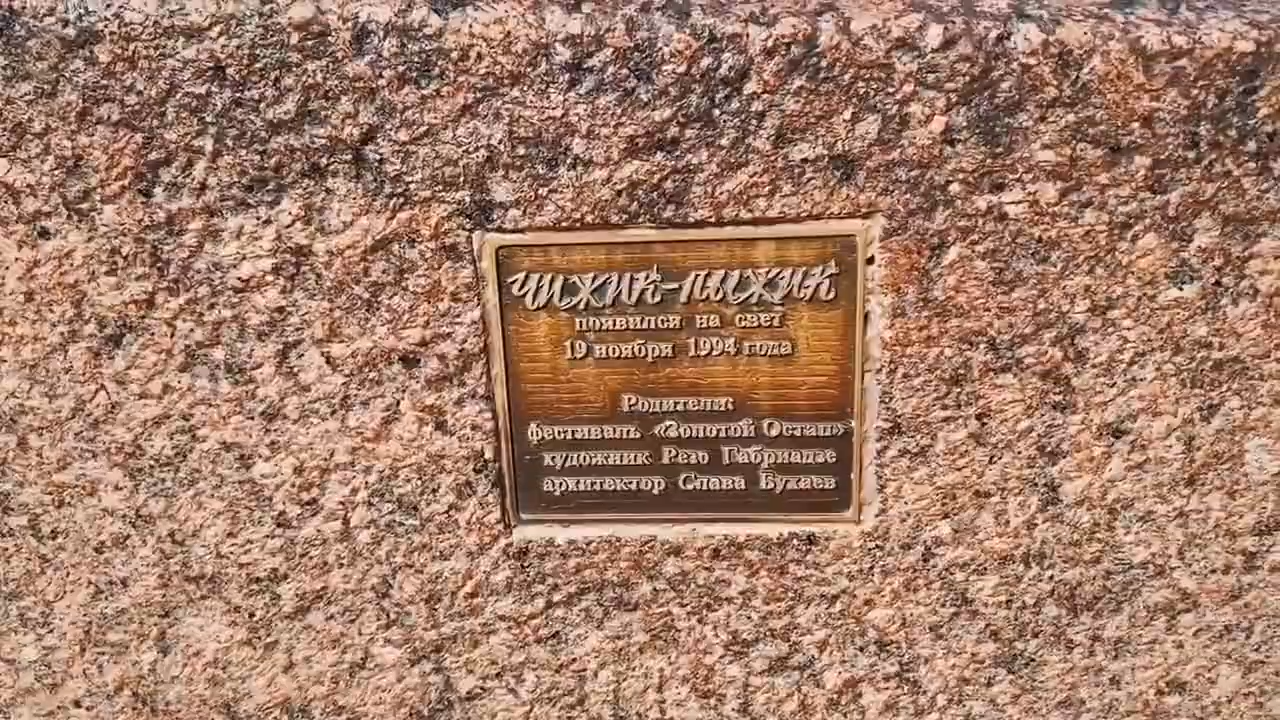 ЧИЖИК-ПЫЖИК
появился на свет
19 ноября 1994 года
Родители:
фестиваль «Золотой Остап»
художник Резо Габриадзе
архитектор Слава Бухаев